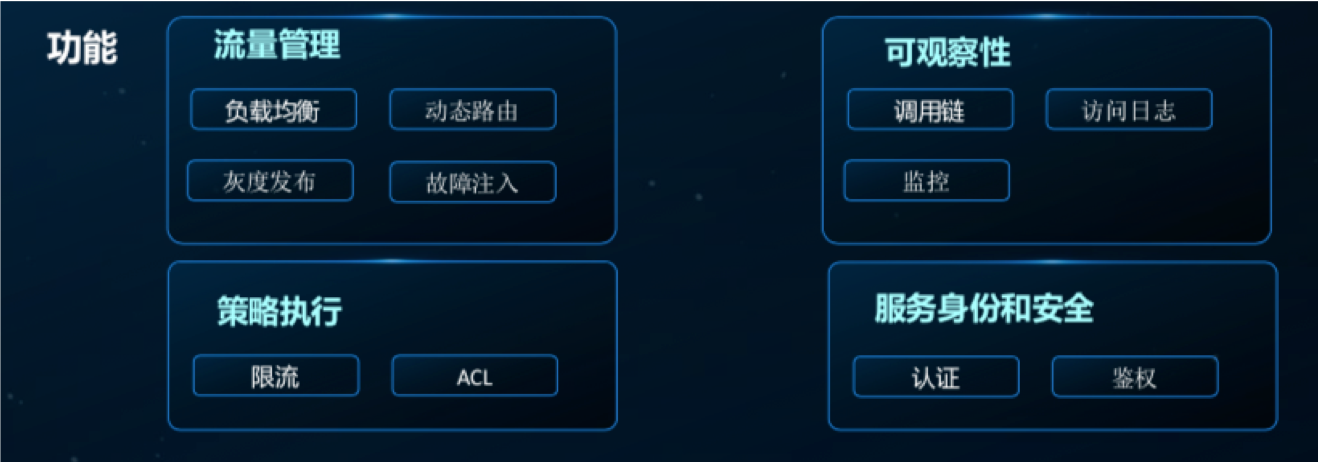 功能
流量管理
负载均衡
动态路由
灰度发布
故障注入
可观察性
调用链
访问日志
监控
策略执行
限流
ACL
服务身份和安全
认证
鉴权